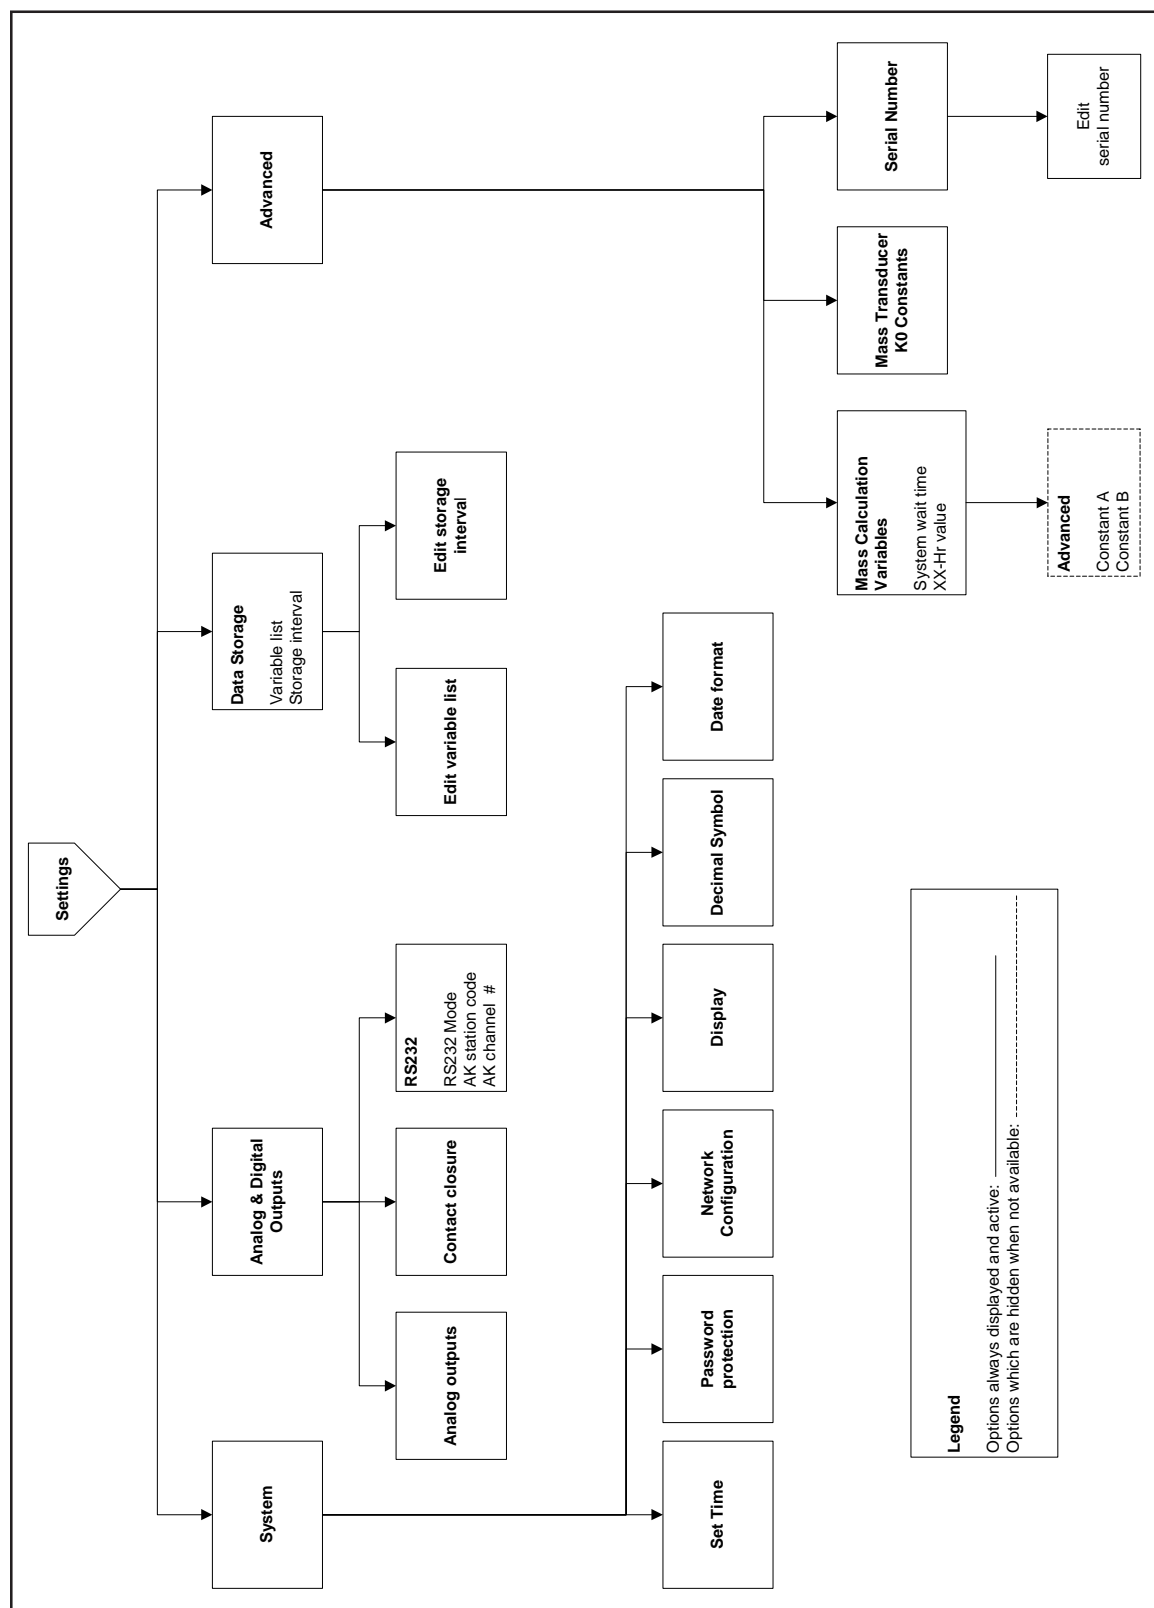 Settings
System
Analog & Digital
Outputs
Data Storage
Variable list
Storage interval
Advanced
Analog outputs
Contact closure
RS232
RS232 Mode
AK station code
AK channel #
Edit variable list
Edit storage
interval
Set Time
Password
protection
Network
Configuration
Display
Decimal Symbol
Date format
Mass Calculation
Variables
System wait time
XX-Hr value
Mass Transducer
K0 Constants
Serial Number
Advanced
Constant A
Constant B
Edit
serial number
Legend
Options always displayed and active:
Options which are hidden when not available: